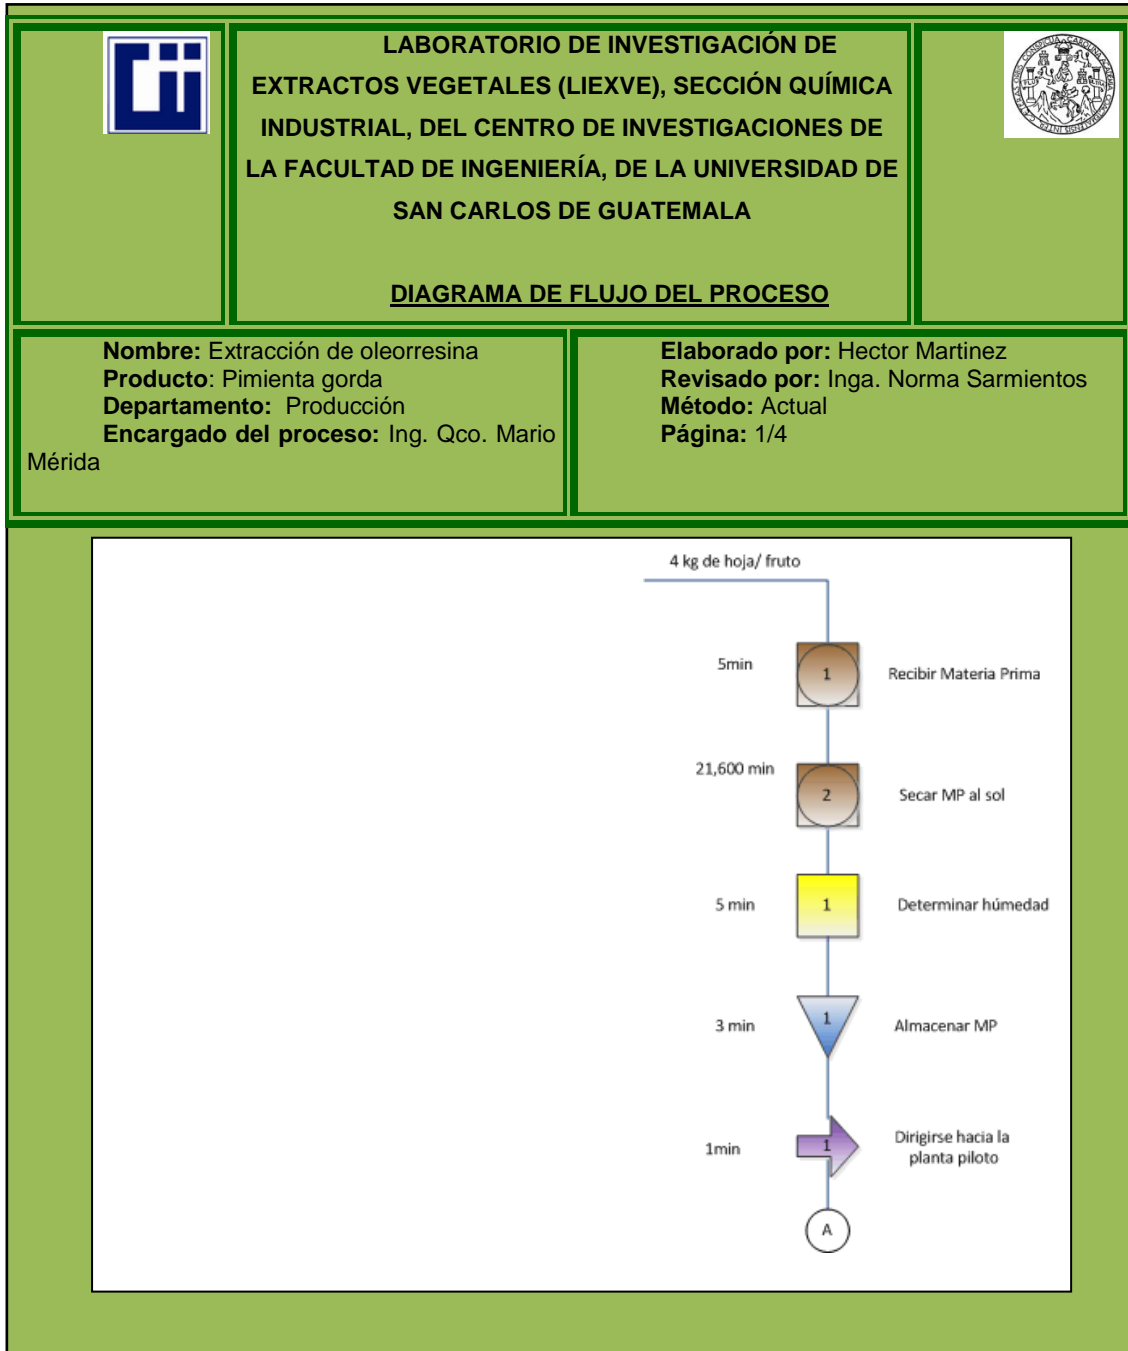 LABORATORIO DE INVESTIGACIÓN DE
EXTRACTOS VEGETALES (LIEXVE), SECCIÓN QUÍMICA
INDUSTRIAL, DEL CENTRO DE INVESTIGACIONES DE
LA FACULTAD DE INGENIERÍA, DE LA UNIVERSIDAD DE
SAN CARLOS DE GUATEMALA
DIAGRAMA DE FLUJO DEL PROCESO
Nombre: Extracción de oleorresina
Producto: Pimienta gorda
Departamento: Producción
Encargado del proceso: Ing. Qco. Mario
Mérida
Elaborado por: Hector Martinez
Revisado por: Inga. Norma Sarmientos
Método: Actual
Página: 1/4
4 kg de hoja/ fruto
5min
1
Recibir Materia Prima
21,600 min
2
Secar MP al sol
5 min
1
Determinar húmedad
3 min
1
Almacenar MP
1min
1
Dirigirse hacia la
planta piloto
A